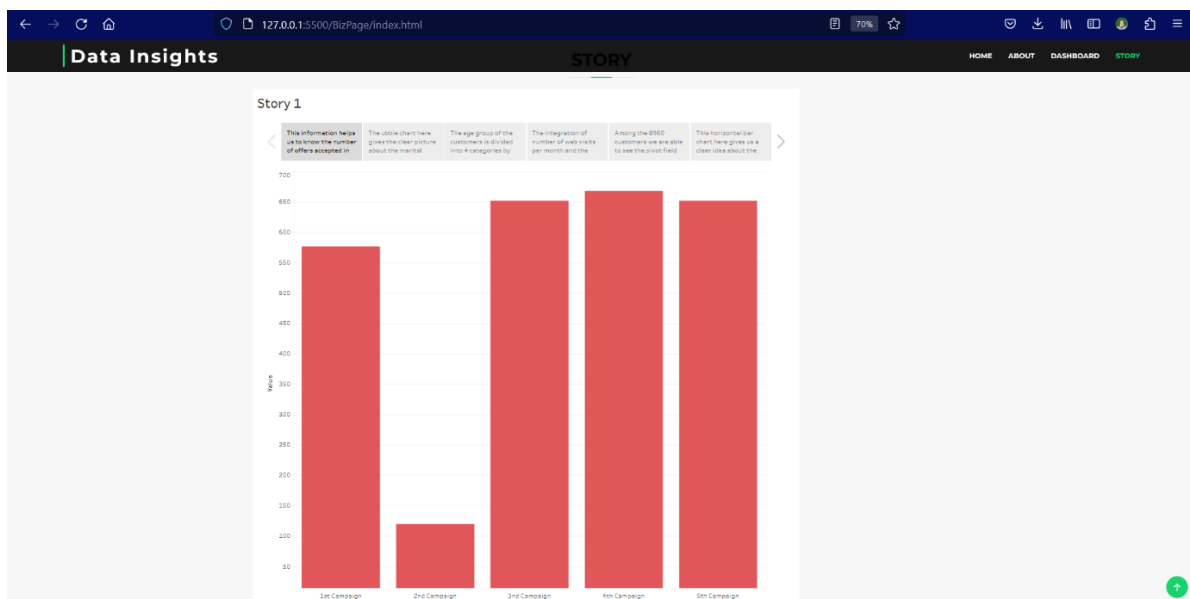 127.0.0.1:5500/BizPage/index.html
70%
Data Insights
STORY
HOME ABOUT DASHBOARD STORY
Story 1
This information helps
us to know the number
of offers accepted in
The ubble chart here
gives the clear picture
about the marital
The age group of the
customers is divided
into 4 categories by
The integration of
number of web visits
per month and the
Among the 8960
customers we are able
to see the pivot field
This horizontal bar
chart here gives us a
clear idea about the
700
650
600
550
500
450
400
350
300
250
200
150
100
50
Value
1st Campaign 2nd Campaign 3nd Campaign 4th Campaign 5th Campaign